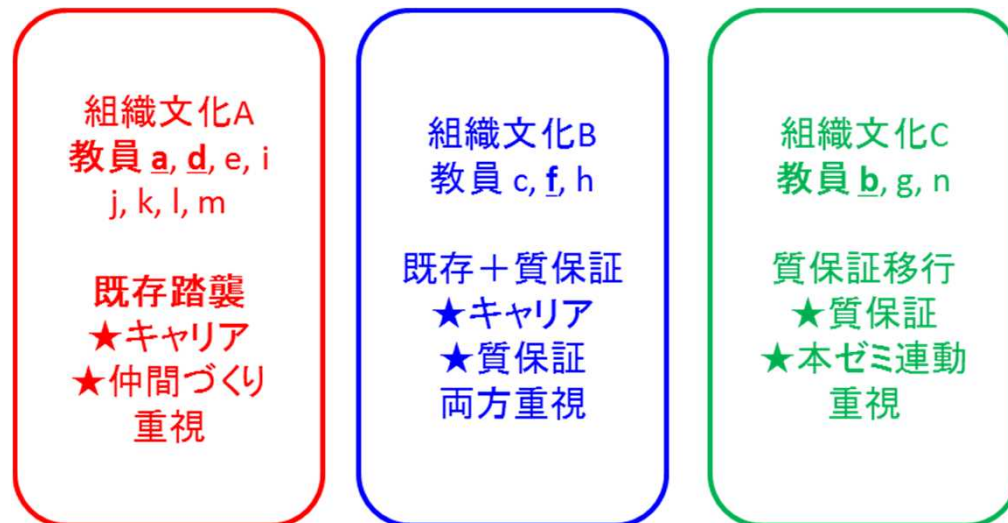 組織文化A
教員 a, d, e, i
j, k, l, m
既存踏襲
★キャリア
★仲間づくり
重視
組織文化B
教員 c, f, h
既存＋質保証
★キャリア
★質保証
両方重視
組織文化C
教員 b, g, n
質保証移行
★質保証
★本ゼミ連動
重視